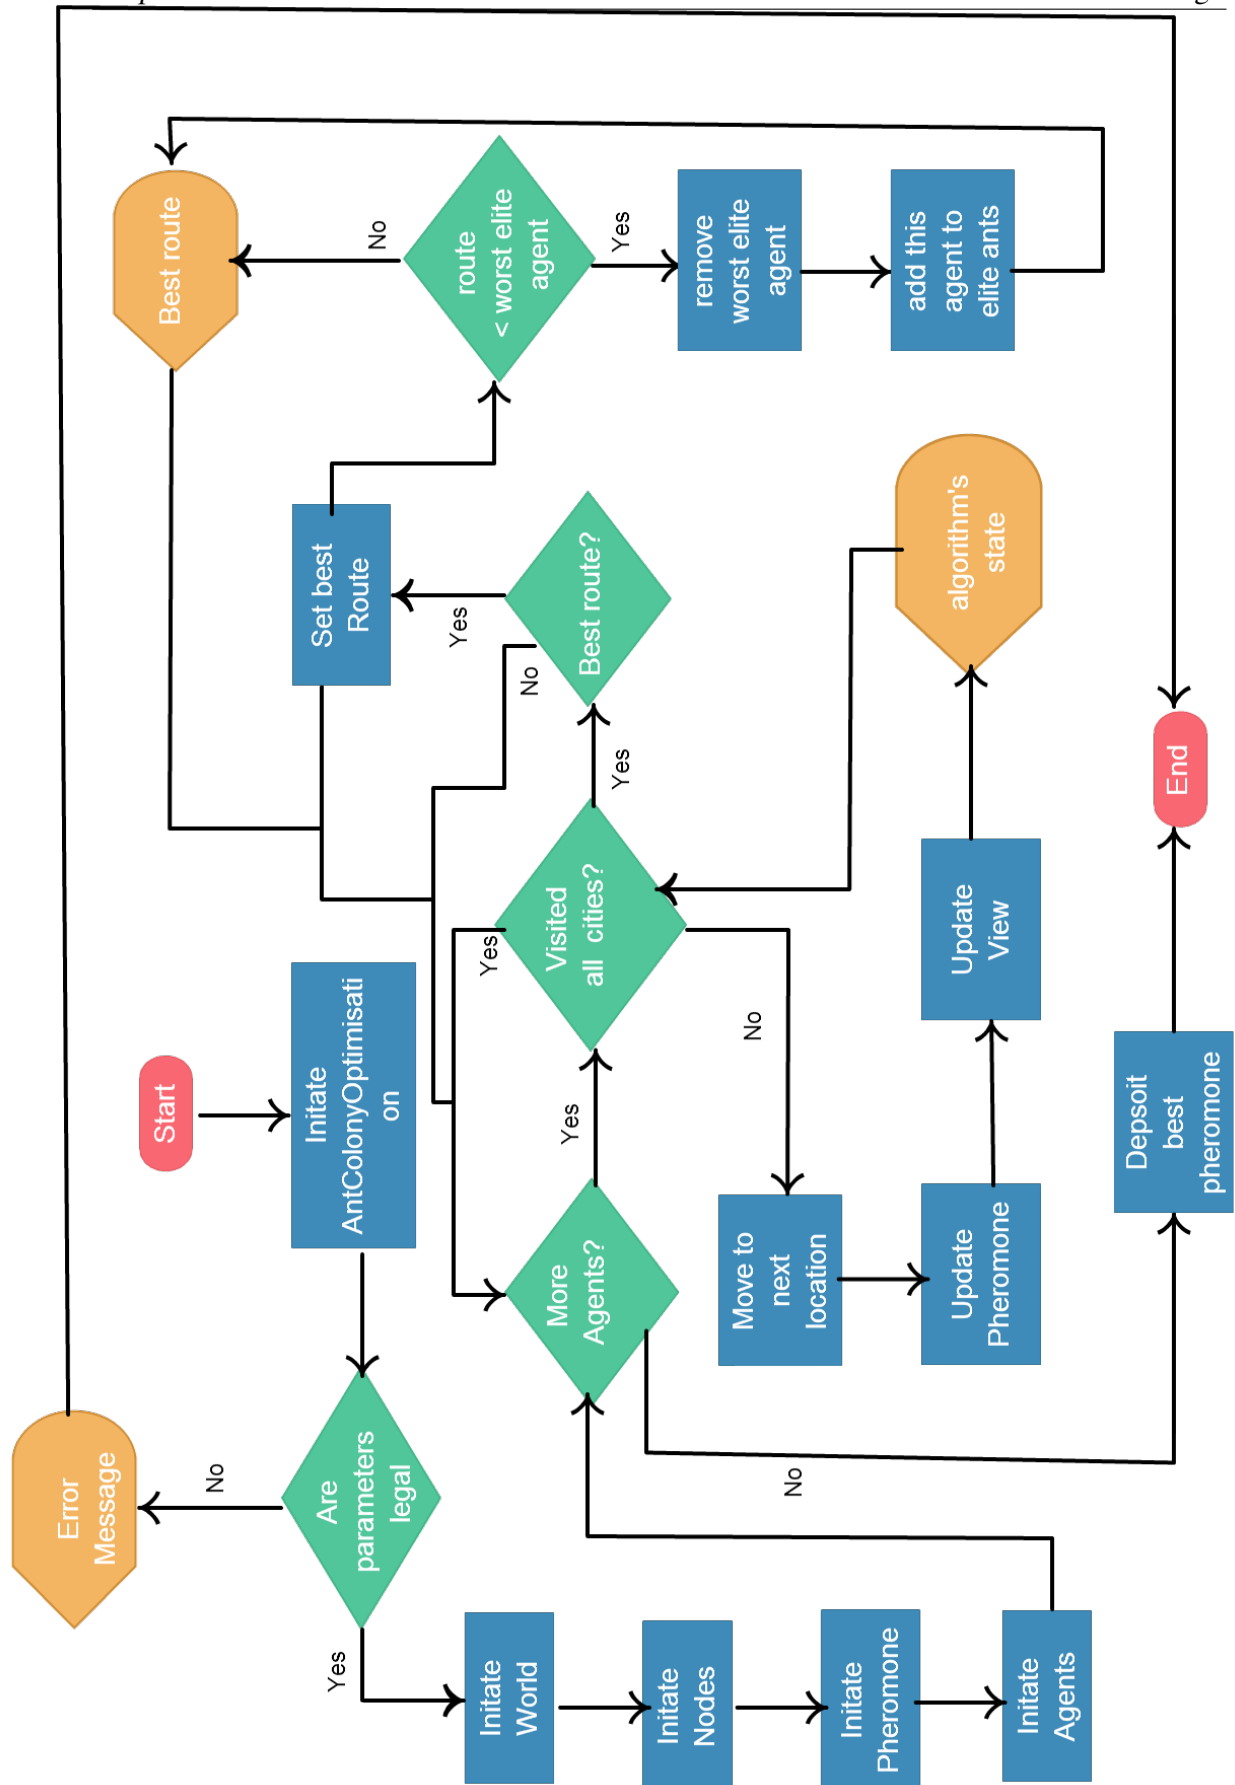 Start
Initate
AntColonyOptimisati
on
Are
parameters
legal
No
Error
Message
Yes
Initate
World
Initate
Nodes
Initate
Pheromone
Initate
Agents
More
Agents?
No
Depsoit
best
pheromone
End
Yes
Visited
all cities?
Yes
No
Move to
next
location
Update
Pheromone
Update
View
algorithm's
state
Yes
Best route?
No
Yes
Set best
Route
route
< worst elite
agent
No
Best route
Yes
remove
worst elite
agent
add this
agent to
elite ants